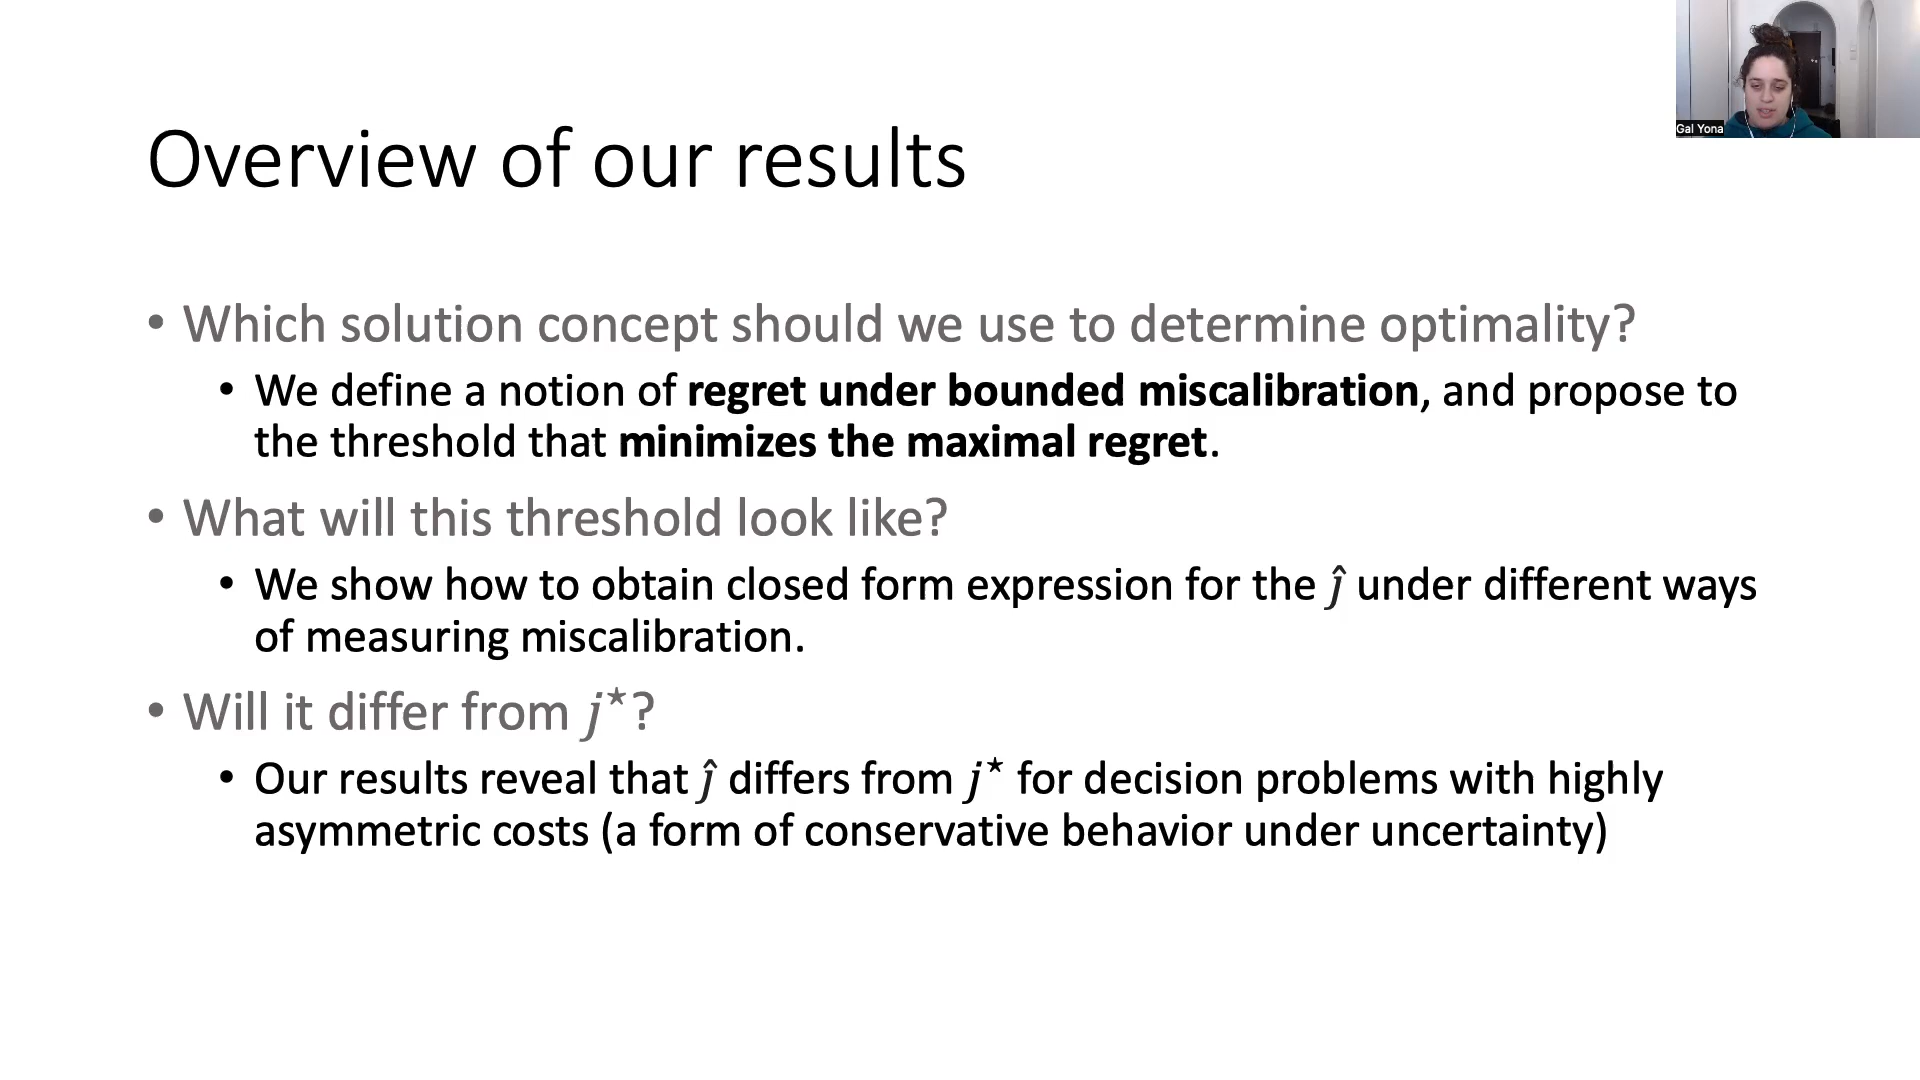 Gal Yona
Overview of our results
• Which solution concept should we use to determine optimality?
• We define a notion of regret under bounded miscalibration, and propose to
the threshold that minimizes the maximal regret.
• What will this threshold look like?
• We show how to obtain closed form expression for the ĵ under different ways
of measuring miscalibration.
• Will it differ from j*?
• Our results reveal that ĵ differs from j* for decision problems with highly
asymmetric costs (a form of conservative behavior under uncertainty)